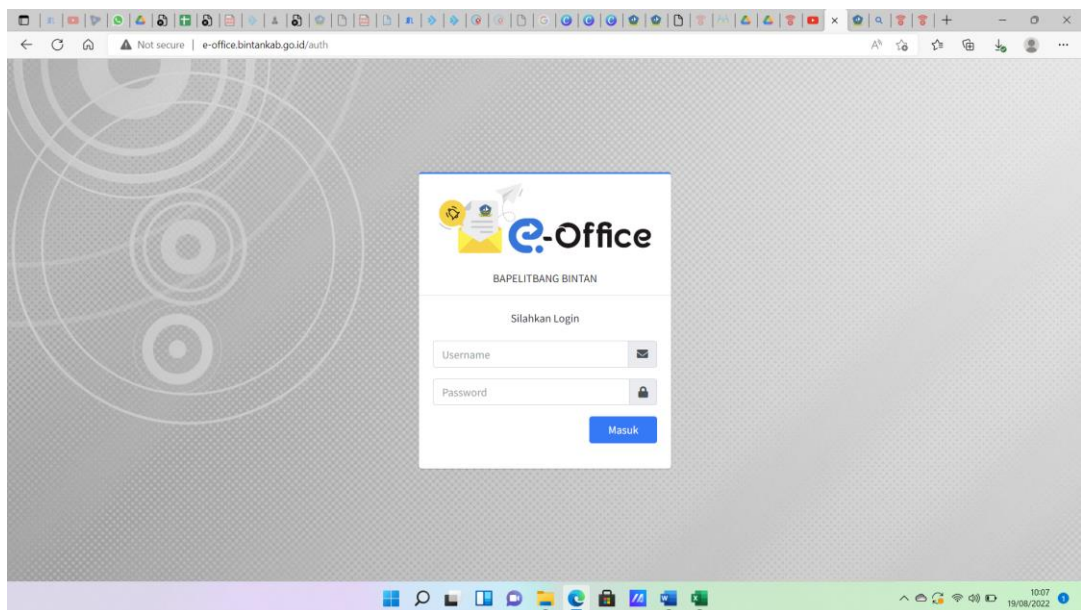 Not secure | e-office.bintankab.go.id/auth
e-Office
BAPELITBANG BINTAN
Silahkan Login
Username
Password
Masuk
10:07
19/08/2022